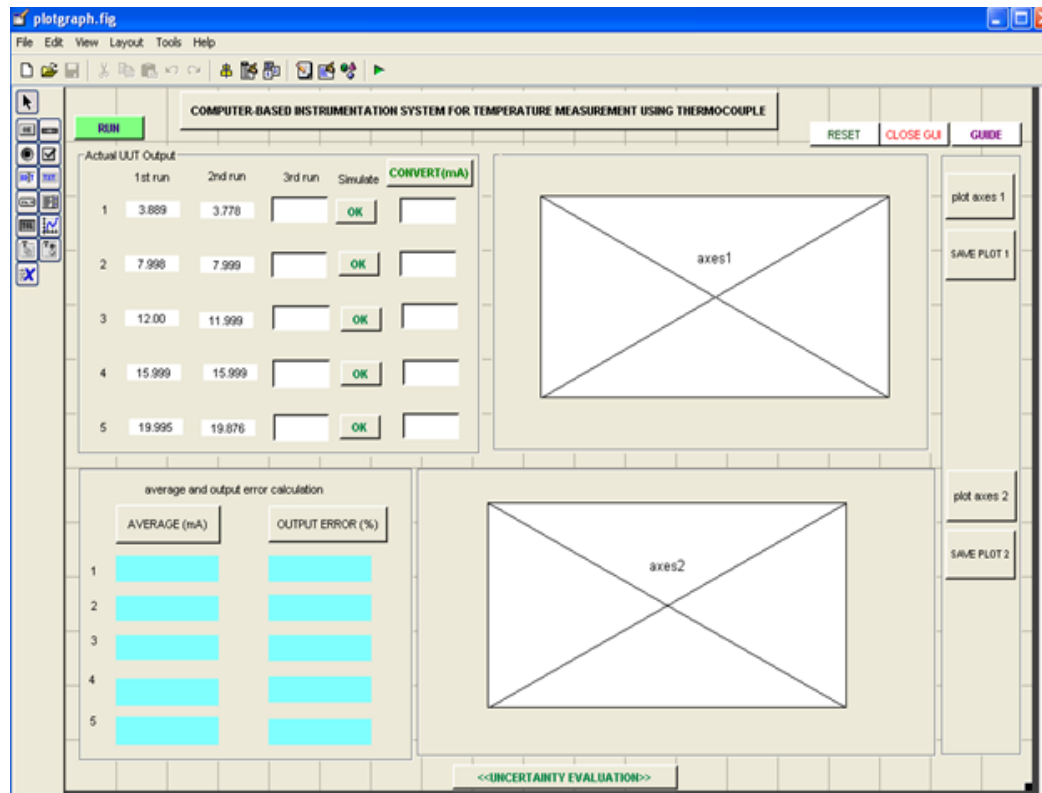 plotgraph.fig
File Edit View Layout Tools Help
COMPUTER-BASED INSTRUMENTATION SYSTEM FOR TEMPERATURE MEASUREMENT USING THERMOCOUPLE
RUN
RESET CLOSE GUI GUIDE
Actual UUT Output
1st run 2nd run 3rd run Simulate CONVERT(mA)
1 3.889 3.778 OK
2 7.998 7.999 OK
3 12.00 11.999 OK
4 15.999 15.999 OK
5 19.995 19.876 OK
axes1
plot axes 1
SAVE PLOT 1
average and output error calculation
AVERAGE (mA) OUTPUT ERROR (%)
1
2
3
4
5
axes2
plot axes 2
SAVE PLOT 2
<<UNCERTAINTY EVALUATION>>